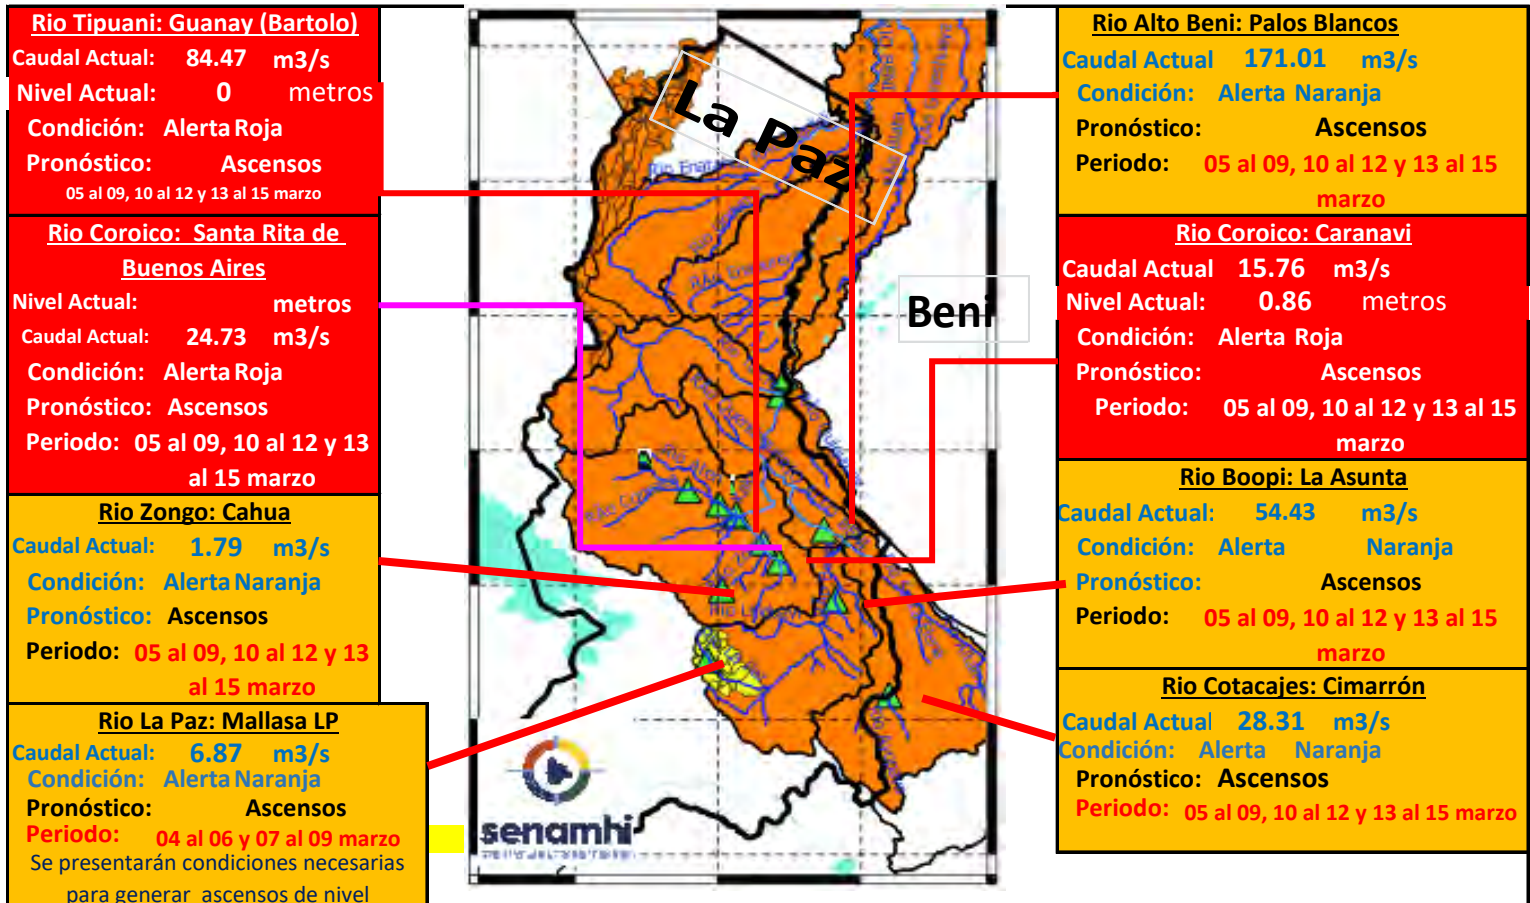 Rio Tipuani: Guanay (Bartolo)
Caudal Actual: 84.47 m3/s
Nivel Actual: 0 metros
Condición: Alerta Roja
Pronóstico: Ascensos
05 al 09, 10 al 12 y 13 al 15 marzo
Rio Coroico: Santa Rita de
Buenos Aires
Nivel Actual: metros
Caudal Actual: 24.73 m3/s
Condición: Alerta Roja
Pronóstico: Ascensos
Periodo: 05 al 09, 10 al 12 y 13
al 15 marzo
Rio Zongo: Cahua
Caudal Actual: 1.79 m3/s
Condición: Alerta Naranja
Pronóstico: Ascensos
Periodo: 05 al 09, 10 al 12 y 13
al 15 marzo
Rio La Paz: Mallasa LP
Caudal Actual: 6.87 m3/s
Condición: Alerta Naranja
Pronóstico: Ascensos
Periodo: 04 al 06 y 07 al 09 marzo
Se presentarán condiciones necesarias
para generar ascensos de nivel
La Paz
Beni
senamhi
Rio Alto Beni: Palos Blancos
Caudal Actual 171.01 m3/s
Condición: Alerta Naranja
Pronóstico: Ascensos
Periodo: 05 al 09, 10 al 12 y 13 al 15
marzo
Rio Coroico: Caranavi
Caudal Actual 15.76 m3/s
Nivel Actual: 0.86 metros
Condición: Alerta Roja
Pronóstico: Ascensos
Periodo: 05 al 09, 10 al 12 y 13 al 15
marzo
Rio Boopi: La Asunta
Caudal Actual: 54.43 m3/s
Condición: Alerta Naranja
Pronóstico: Ascensos
Periodo: 05 al 09, 10 al 12 y 13 al 15
marzo
Rio Cotacajes: Cimarrón
Caudal Actual 28.31 m3/s
Condición: Alerta Naranja
Pronóstico: Ascensos
Periodo: 05 al 09, 10 al 12 y 13 al 15 marzo